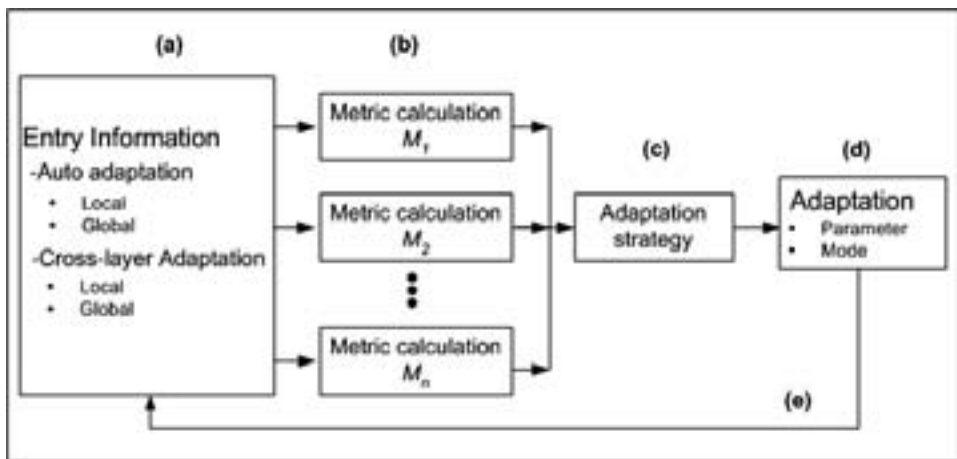 (a)
(b)
Entry Information
-Auto adaptation
• Local
• Global
-Cross-layer Adaptation
• Local
• Global
Metric calculation
M1
Metric calculation
M2
Metric calculation
Mn
(c)
Adaptation
strategy
(d)
Adaptation
• Parameter
• Mode
(e)